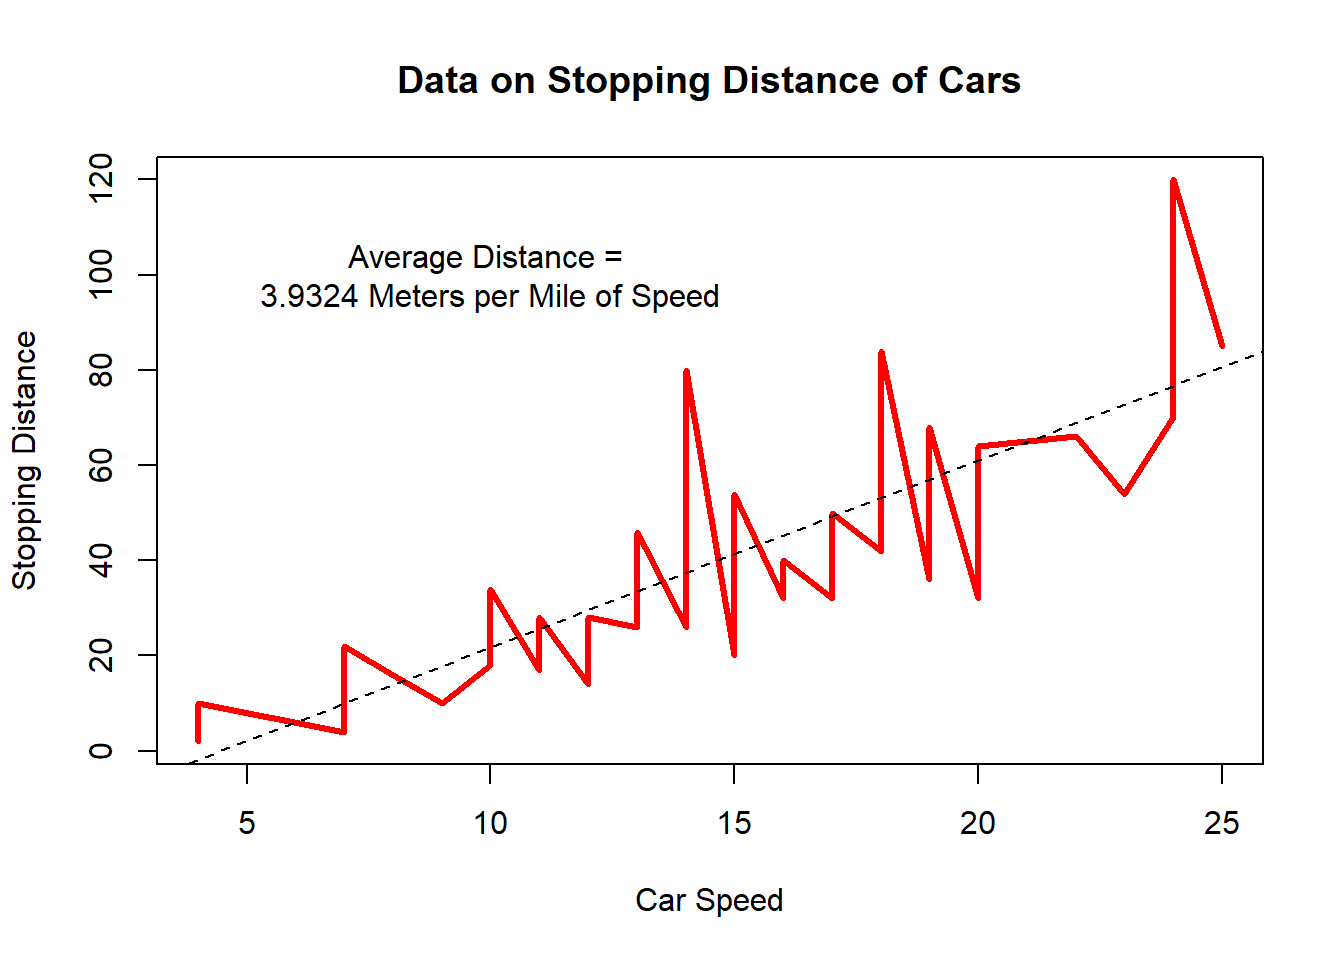 Data on Stopping Distance of Cars
Average Distance =
3.9324 Meters per Mile of Speed
Stopping Distance
120
100
80
60
40
20
0
5 10 15 20 25
Car Speed